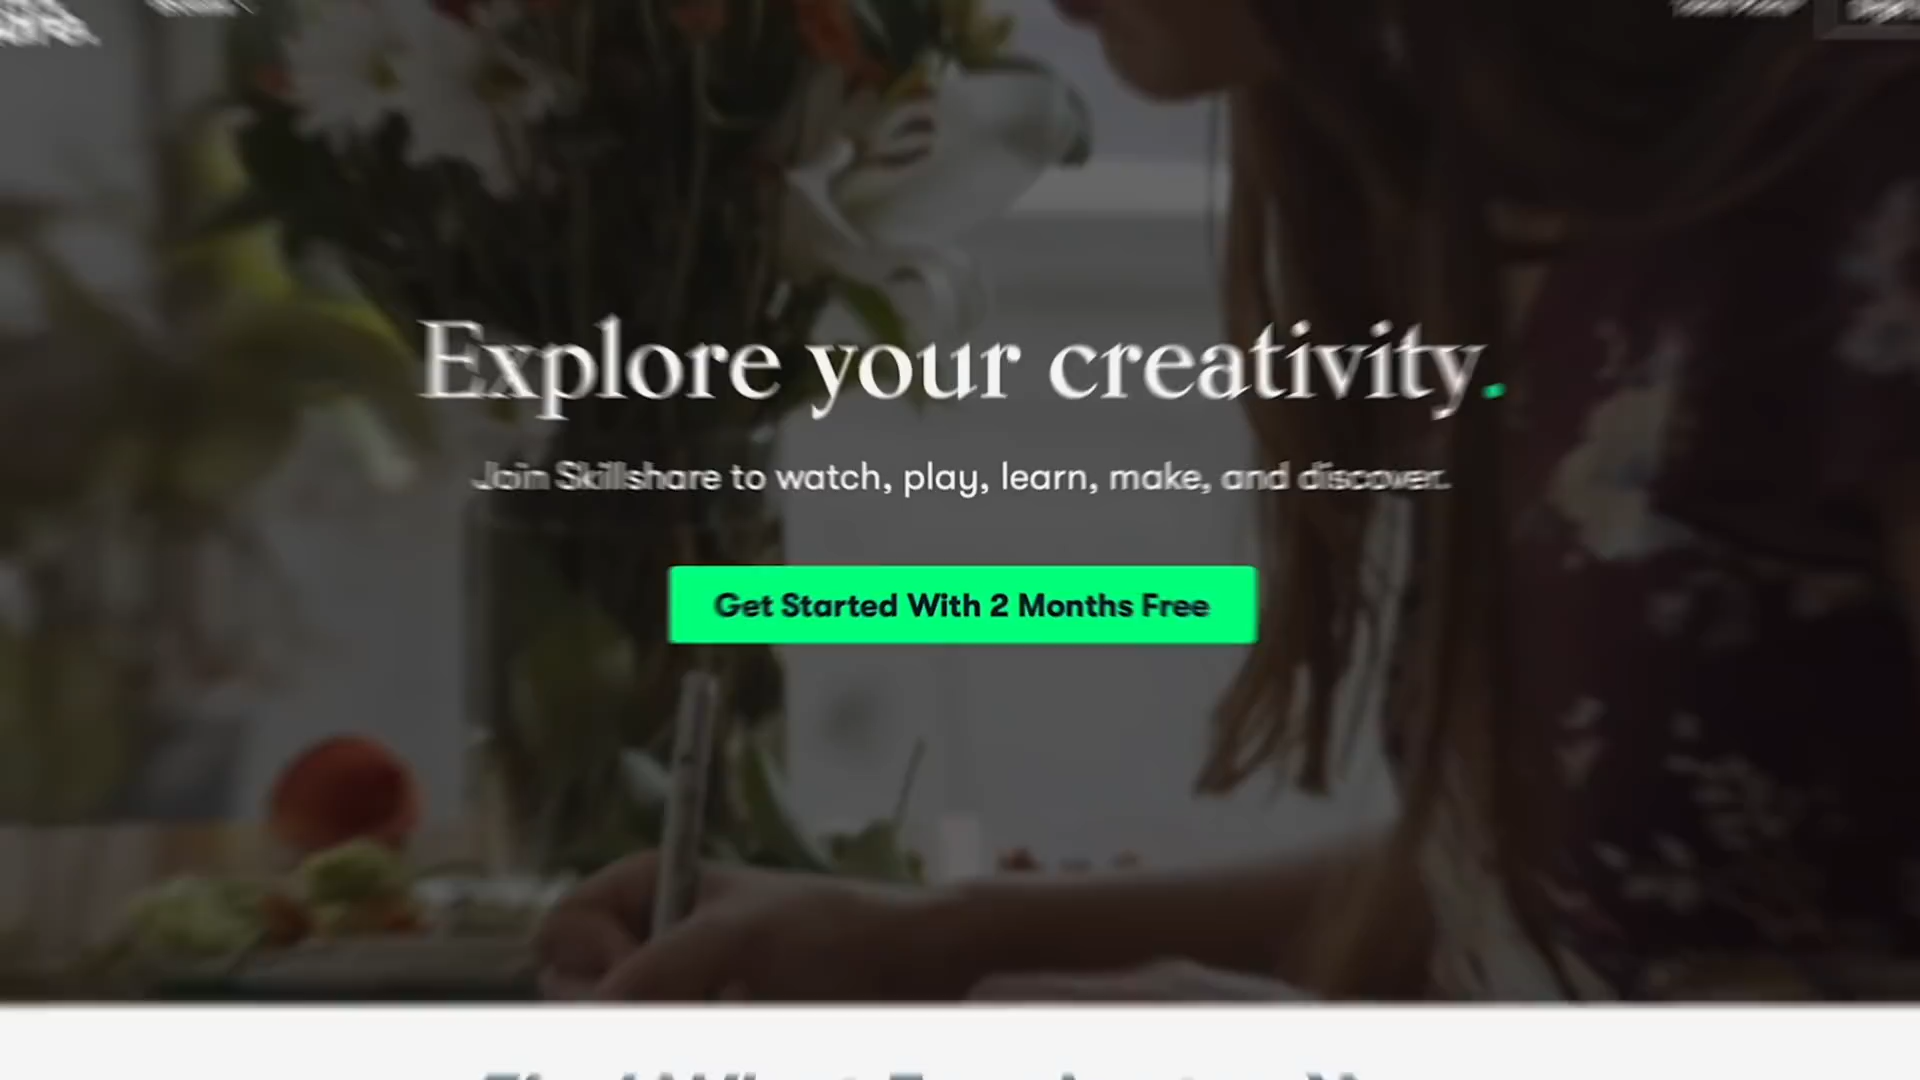 Explore your creativity.
Join Skillshare to watch, play, learn, make, and discover.
Get Started With 2 Months Free